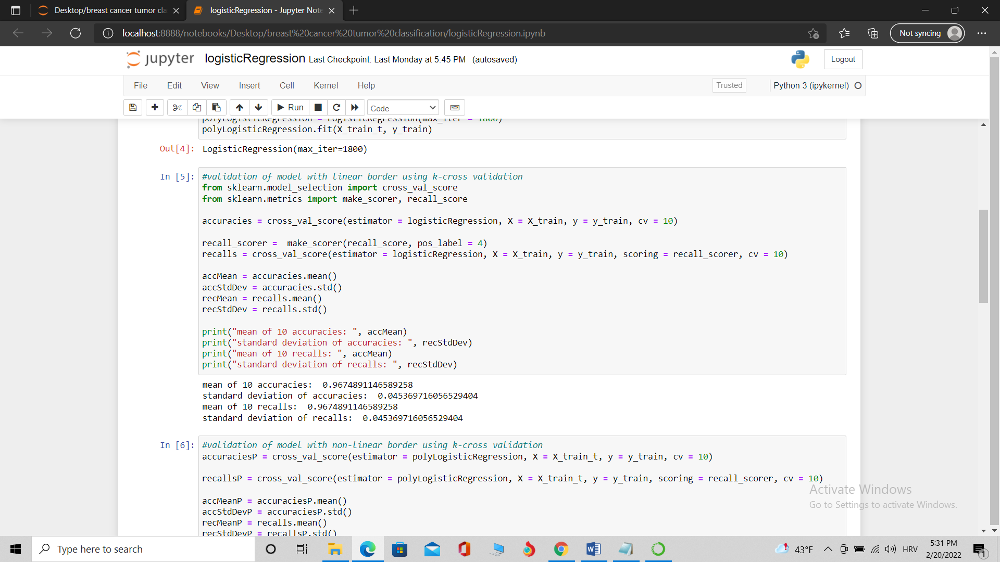 Desktop/breast cancer tumor cla
logisticRegression - Jupyter Note
localhost:8888/notebooks/Desktop/breast%20cancer%20tumor%20classification/logisticRegression.ipynb
Not syncing
jupyter logisticRegression Last Checkpoint: Last Monday at 5:45 PM (autosaved)
Logout
File Edit View Insert Cell Kernel Help
Trusted
Python 3 (ipykernel)
Run
Code
polyLogisticRegression = LogisticRegression(max_iter = 1800)
polyLogisticRegression.fit(X_train_t, y_train)
Out[4]: LogisticRegression(max_iter=1800)
In [5]: #validation of model with linear border using k-cross validation
from sklearn.model_selection import cross_val_score
from sklearn.metrics import make_scorer, recall_score
accuracies = cross_val_score(estimator = logisticRegression, X = X_train, y = y_train, cv = 10)
recall_scorer =  make_scorer(recall_score, pos_label = 4)
recalls = cross_val_score(estimator = logisticRegression, X = X_train, y = y_train, scoring = recall_scorer, cv = 10)
accMean = accuracies.mean()
accStdDev = accuracies.std()
recMean = recalls.mean()
recStdDev = recalls.std()
print("mean of 10 accuracies: ", accMean)
print("standard deviation of accuracies: ", recStdDev)
print("mean of 10 recalls: ", accMean)
print("standard deviation of recalls: ", recStdDev)
mean of 10 accuracies:  0.9674891146589258
standard deviation of accuracies:  0.045369716056529404
mean of 10 recalls:  0.9674891146589258
standard deviation of recalls:  0.045369716056529404
In [6]: #validation of model with non-linear border using k-cross validation
accuraciesP = cross_val_score(estimator = polyLogisticRegression, X = X_train_t, y = y_train, cv = 10)
recallsP = cross_val_score(estimator = polyLogisticRegression, X = X_train_t, y = y_train, scoring = recall_scorer, cv = 10)
accMeanP = accuraciesP.mean()
accStdDevP = accuraciesP.std()
recMeanP = recalls.mean()
recStdDevP = recallsP.std()
Activate Windows
Go to Settings to activate Windows.
Type here to search
43°F
HRV
5:31 PM
2/20/2022
1